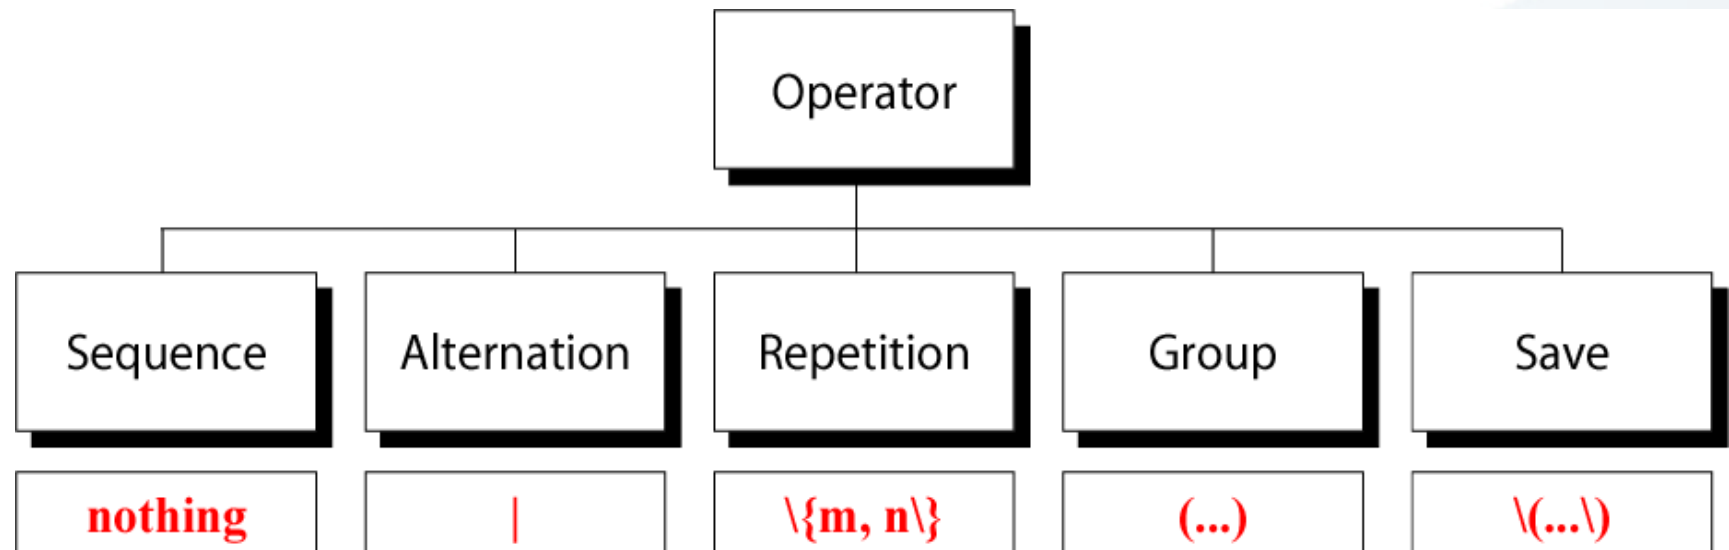 Operator
Sequence Alternation Repetition Group Save
nothing | \{m, n\} (...) \(...\)